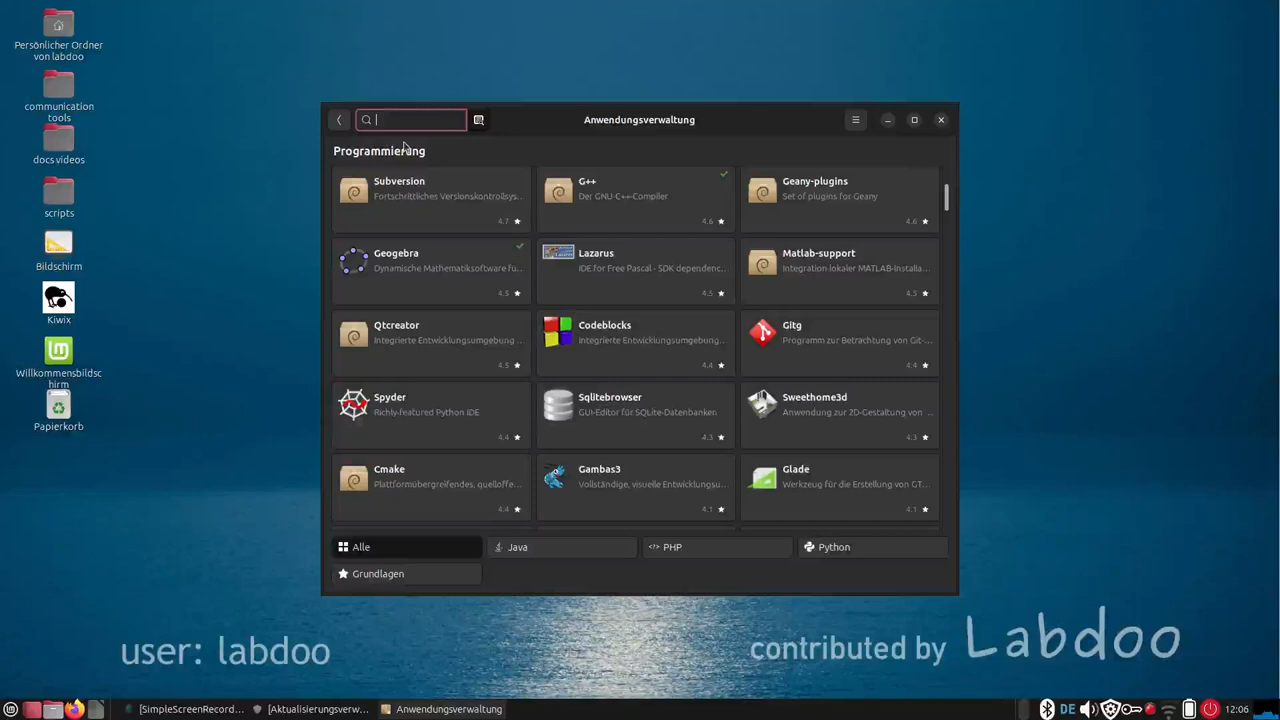 Persönlicher Ordner
von labdoo
communication
tools
docs videos
scripts
Bildschirm
Kiwix
Willkommensbildsc
hirm
Papierkorb
Anwendungsverwaltung
Programmierung
Subversion
Fortschrittliches Versionskontrollsys...
4.7
G++
Der GNU-C++-Compiler
4.6
Geany-plugins
Set of plugins for Geany
4.6
Geogebra
Dynamische Mathematiksoftware fu...
4.5
Lazarus
IDE for Free Pascal - SDK dependenc...
4.5
Matlab-support
Integration lokaler MATLAB-Installa...
4.5
Qtcreator
Integrierte Entwicklungsumgebung ...
4.5
Codeblocks
Integrierte Entwicklungsumgebung...
4.4
Gitg
Programm zur Betrachtung von Git-...
4.4
Spyder
Richly-featured Python IDE
4.4
Sqlitebrowser
GUI-Editor für SQLite-Datenbanken
4.3
Sweethome3d
Anwendung zur 2D-Gestaltung von ...
4.3
Cmake
Plattformübergreifendes, quelloffe...
4.4
Gambas3
Vollständige, visuelle Entwicklungsu...
4.1
Glade
Werkzeug für die Erstellung von GT...
4.1
Alle
Java
PHP
Python
Grundlagen
user: labdoo
contributed by Labdoo
[SimpleScreenRecord...
[Aktualisierungsverw...
Anwendungsverwaltung
DE
12:06